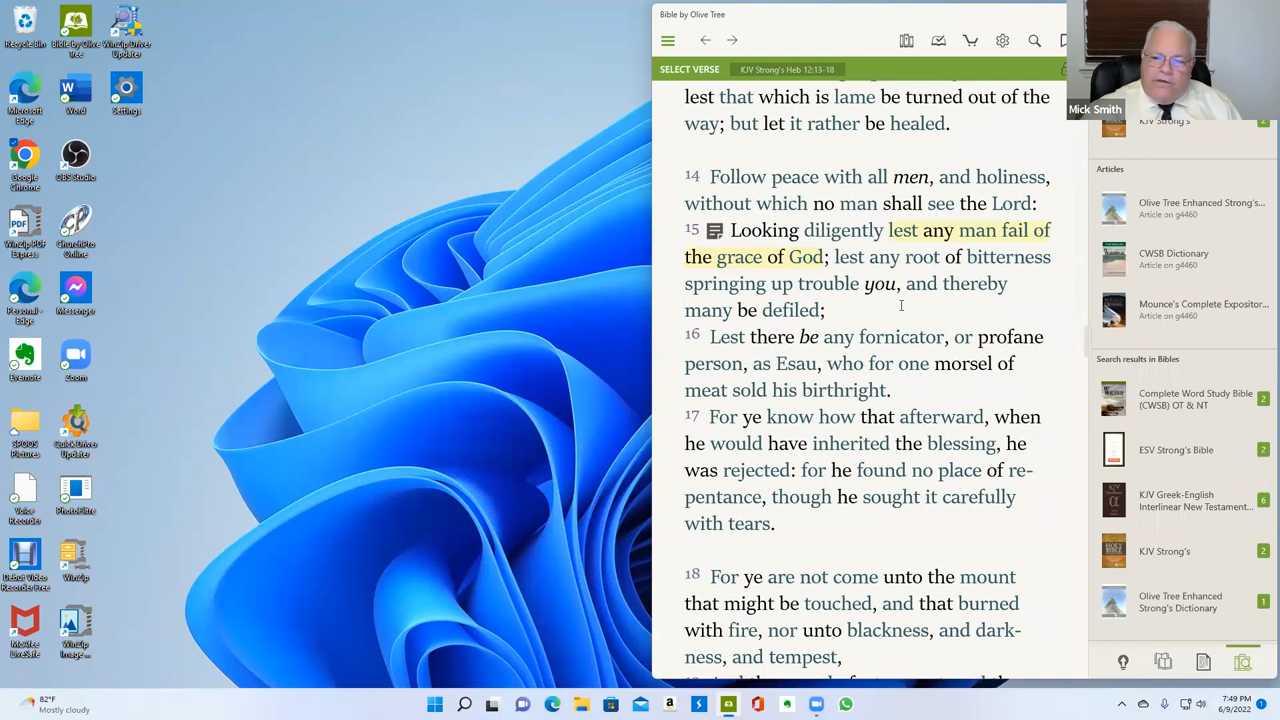 Recycle Bin
Bible by Olive Tree
Winzip Driver Updater
Microsoft Edge
Word
Settings
Google Chrome
OBS Studio
WinZip PDF Express
ChurchPro Online
Personal - Edge
Messenger
Evernote
Zoom
SPOOS Pictures
Quick Driver Updater
Voice Recorder
PhotoFiltre
Debut Video Recorder Free
WinZip
McAfee LiveSafe
WinZip Image ...
Bible by Olive Tree
SELECT VERSE KJV Strong's Heb 12:13-18
lest that which is lame be turned out of the
way; but let it rather be healed.
14 Follow peace with all men, and holiness,
without which no man shall see the Lord:
15 Looking diligently lest any man fail of
the grace of God; lest any root of bitterness
springing up trouble you, and thereby
many be defiled;
16 Lest there be any fornicator, or profane
person, as Esau, who for one morsel of
meat sold his birthright.
17 For ye know how that afterward, when
he would have inherited the blessing, he
was rejected: for he found no place of re-
pentance, though he sought it carefully
with tears.
18 For ye are not come unto the mount
that might be touched, and that burned
with fire, nor unto blackness, and dark-
ness, and tempest,
Mick Smith
KJV Strong's 2
Articles
Olive Tree Enhanced Strong's...
Article on g4460
CWSB Dictionary
Article on g4460
Mounce's Complete Expositor...
Article on g4460
Search results in Bibles
Complete Word Study Bible
(CWSB) OT & NT 2
ESV Strong's Bible 2
KJV Greek-English
Interlinear New Testament... 6
KJV Strong's 2
Olive Tree Enhanced
Strong's Dictionary 1
82°F
Mostly cloudy
7:49 PM
6/9/2022